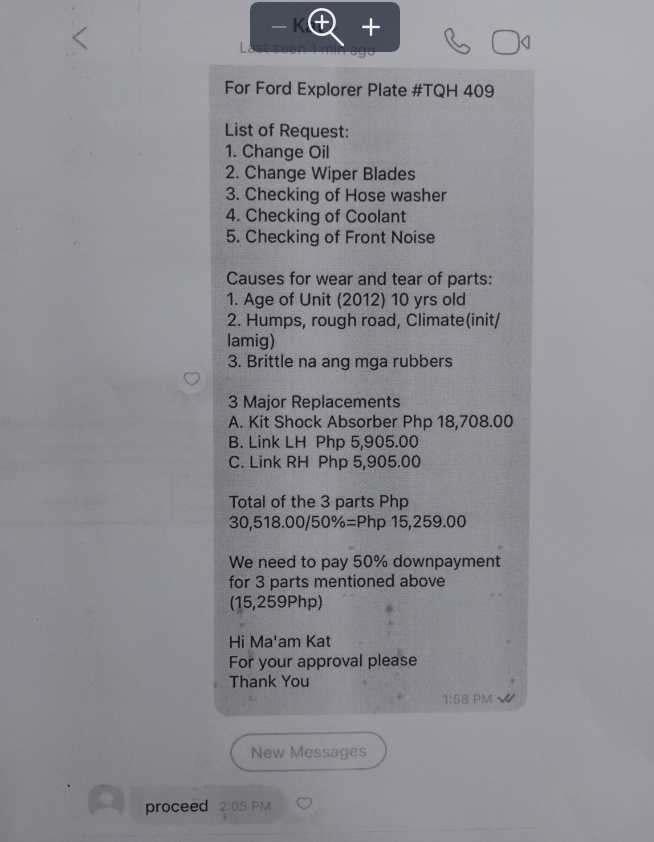 Last seen 1 min ago
For Ford Explorer Plate #TQH 409
List of Request:
1. Change Oil
2. Change Wiper Blades
3. Checking of Hose washer
4. Checking of Coolant
5. Checking of Front Noise
Causes for wear and tear of parts:
1. Age of Unit (2012) 10 yrs old
2. Humps, rough road, Climate(init/
lamig)
3. Brittle na ang mga rubbers
3 Major Replacements
A. Kit Shock Absorber Php 18,708.00
B. Link LH  Php 5,905.00
C. Link RH  Php 5,905.00
Total of the 3 parts Php
30,518.00/50%=Php 15,259.00
We need to pay 50% downpayment
for 3 parts mentioned above
(15,259Php)
Hi Ma'am Kat
For your approval please
Thank You
1:58 PM
New Messages
proceed 2:05 PM